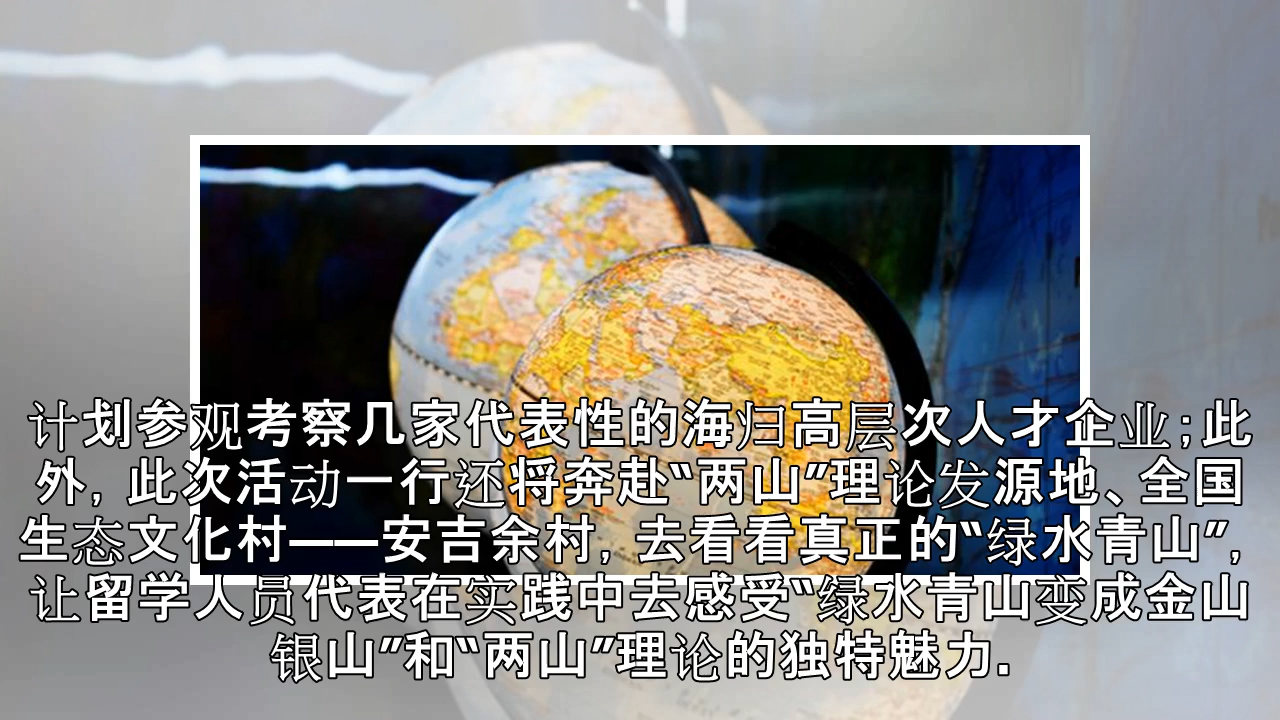 计划参观考察几家代表性的海归高层次人才企业;此
外,此次活动一行还将奔赴“两山”理论发源地、全国
生态文化村——安吉余村,去看看真正的“绿水青山”,
让留学人员代表在实践中去感受“绿水青山变成金山
银山”和“两山”理论的独特魅力.